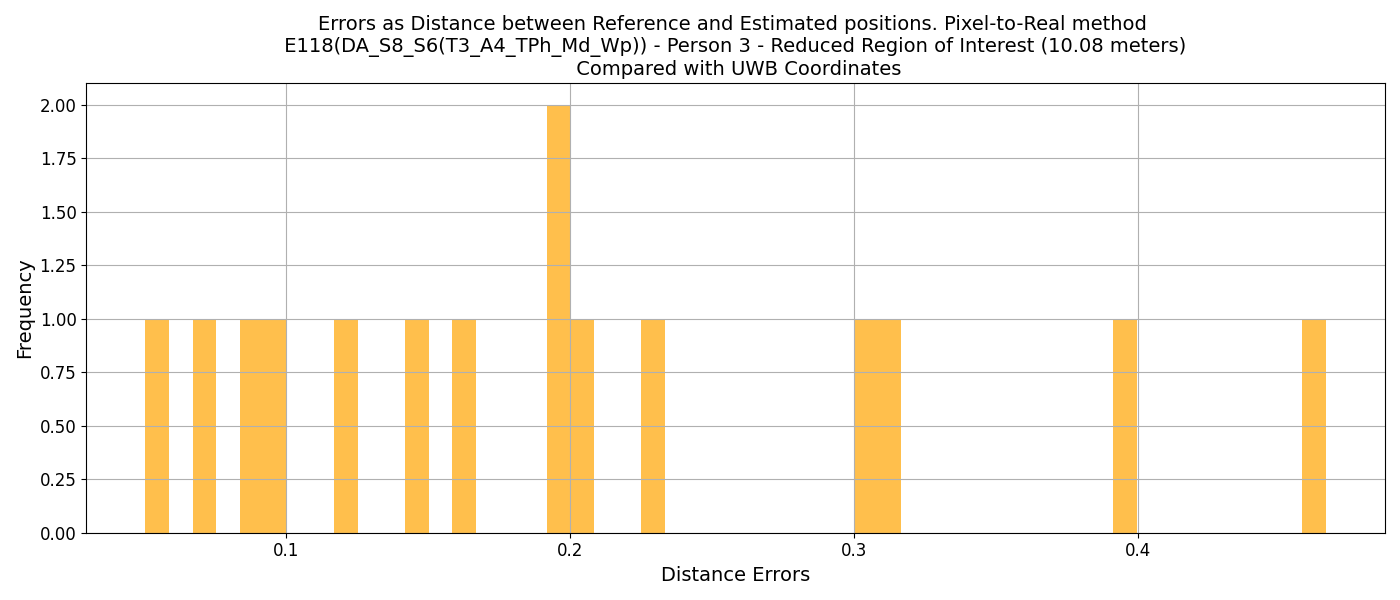 Errors as Distance between Reference and Estimated positions. Pixel-to-Real method
E118(DA_S8_S6(T3_A4_TPh_Md_Wp)) - Person 3 - Reduced Region of Interest (10.08 meters)
Compared with UWB Coordinates
Frequency
2.00
1.75
1.50
1.25
1.00
0.75
0.50
0.25
0.00
0.1
0.2
0.3
0.4
Distance Errors